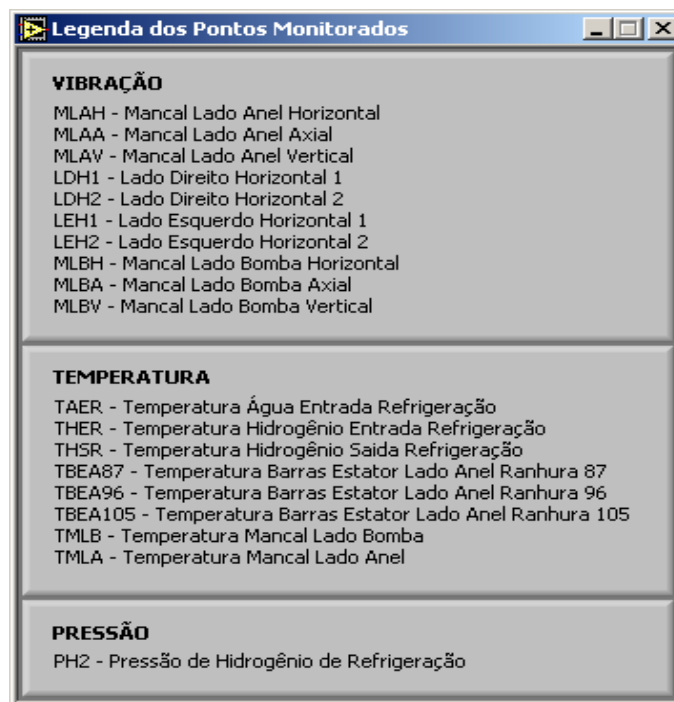 Legenda dos Pontos Monitorados
VIBRAÇÃO
MLAH - Mancal Lado Anel Horizontal
MLAA - Mancal Lado Anel Axial
MLAV - Mancal Lado Anel Vertical
LDH1 - Lado Direito Horizontal 1
LDH2 - Lado Direito Horizontal 2
LEH1 - Lado Esquerdo Horizontal 1
LEH2 - Lado Esquerdo Horizontal 2
MLBH - Mancal Lado Bomba Horizontal
MLBA - Mancal Lado Bomba Axial
MLBV - Mancal Lado Bomba Vertical
TEMPERATURA
TAER - Temperatura Água Entrada Refrigeração
THER - Temperatura Hidrogênio Entrada Refrigeração
THSR - Temperatura Hidrogênio Saida Refrigeração
TBEA87 - Temperatura Barras Estator Lado Anel Ranhura 87
TBEA96 - Temperatura Barras Estator Lado Anel Ranhura 96
TBEA105 - Temperatura Barras Estator Lado Anel Ranhura 105
TMLB - Temperatura Mancal Lado Bomba
TMLA - Temperatura Mancal Lado Anel
PRESSÃO
PH2 - Pressão de Hidrogênio de Refrigeração